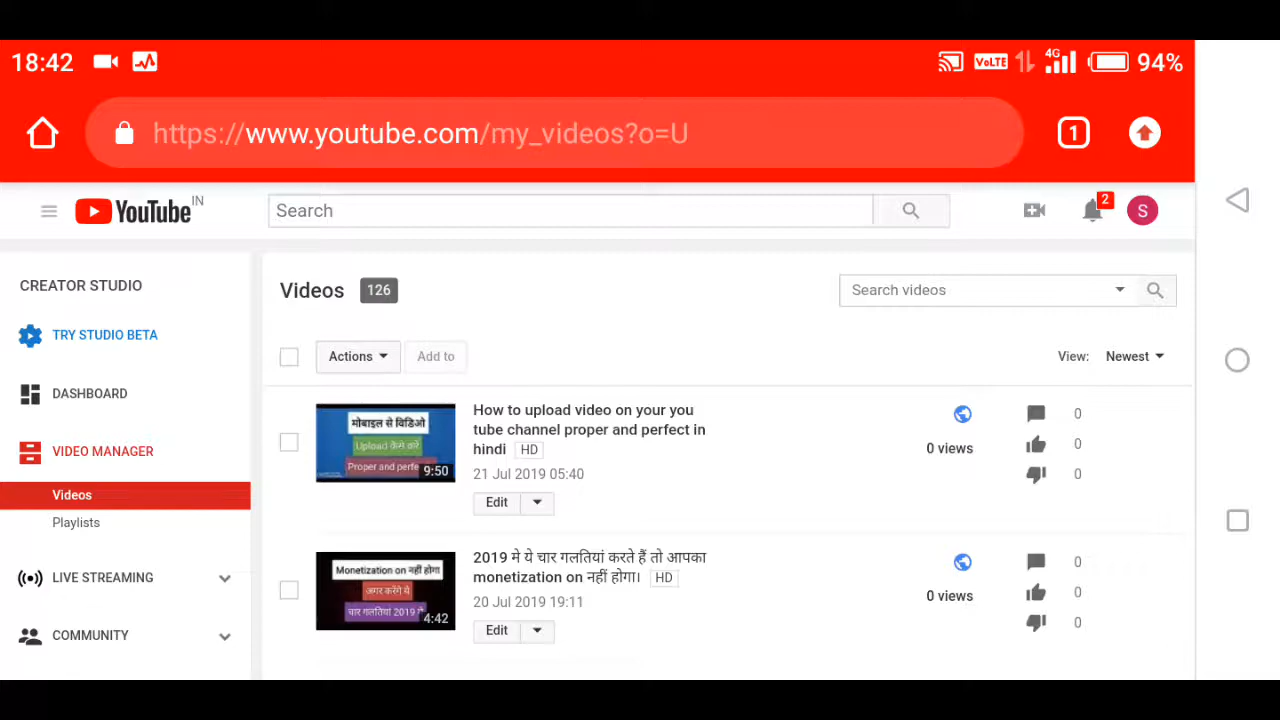 18:42 VoLTE 4G 94%
https://www.youtube.com/my_videos?o=U 1
YouTube IN Search 2 S
CREATOR STUDIO
TRY STUDIO BETA
DASHBOARD
VIDEO MANAGER
Videos
Playlists
LIVE STREAMING
COMMUNITY
Videos 126 Search videos
Actions Add to View: Newest
मोबाइल से विडिओ
Upload कैसे करे
Proper and perfe
9:50
How to upload video on your you
tube channel proper and perfect in
hindi HD
21 Jul 2019 05:40
Edit
0 views
0
0
0
Monetization on नहीं होगा
अगर करेंगे ये
चार गलतियां 2019 मे
4:42
2019 मे ये चार गलतियां करते हैं तो आपका
monetization on नहीं होगा। HD
20 Jul 2019 19:11
Edit
0 views
0
0
0